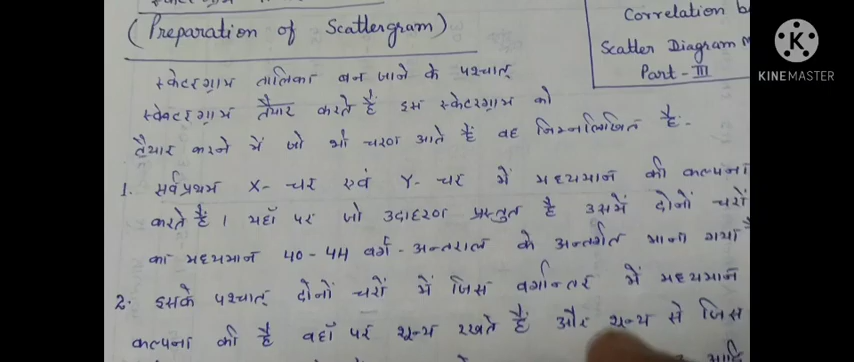 (Preparation of Scattergram)
Correlation b
Scatter Diagram M
Part - III
K
KINEMASTER
स्केटरग्राम तालिका बन जाने के पश्चात्
स्केटरग्राम तैयार करते हैं इस स्केटरग्राम को
तैयार करने में जो भी चरण आते हैं वह निम्नलिखित है:-
1. सर्वप्रथम X- चर एवं Y- चर में मध्यमान की कल्पना
करते हैं। यहाँ पर जो उदाहरण प्रस्तुत है उसमें दोनों चरों
का मध्यमान 40-44 वर्ग-अन्तराल के अन्तर्गत माना गया है
2. इसके पश्चात् दोनों चरों में जिस वर्गान्तर में मध्यमान
कल्पना की है वहाँ पर शून्य रखते हैं और शून्य से जिस